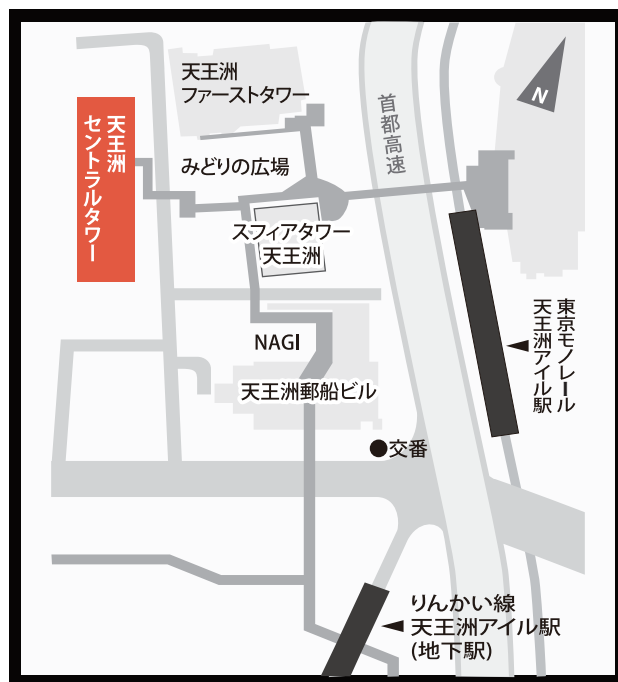 天王洲
ファーストタワー
N
首都高速
天王洲
セントラルタワー
みどりの広場
スフィアタワー
天王洲
東京モノレール
天王洲アイル駅
NAGI
天王洲郵船ビル
交番
りんかい線
天王洲アイル駅
(地下駅)